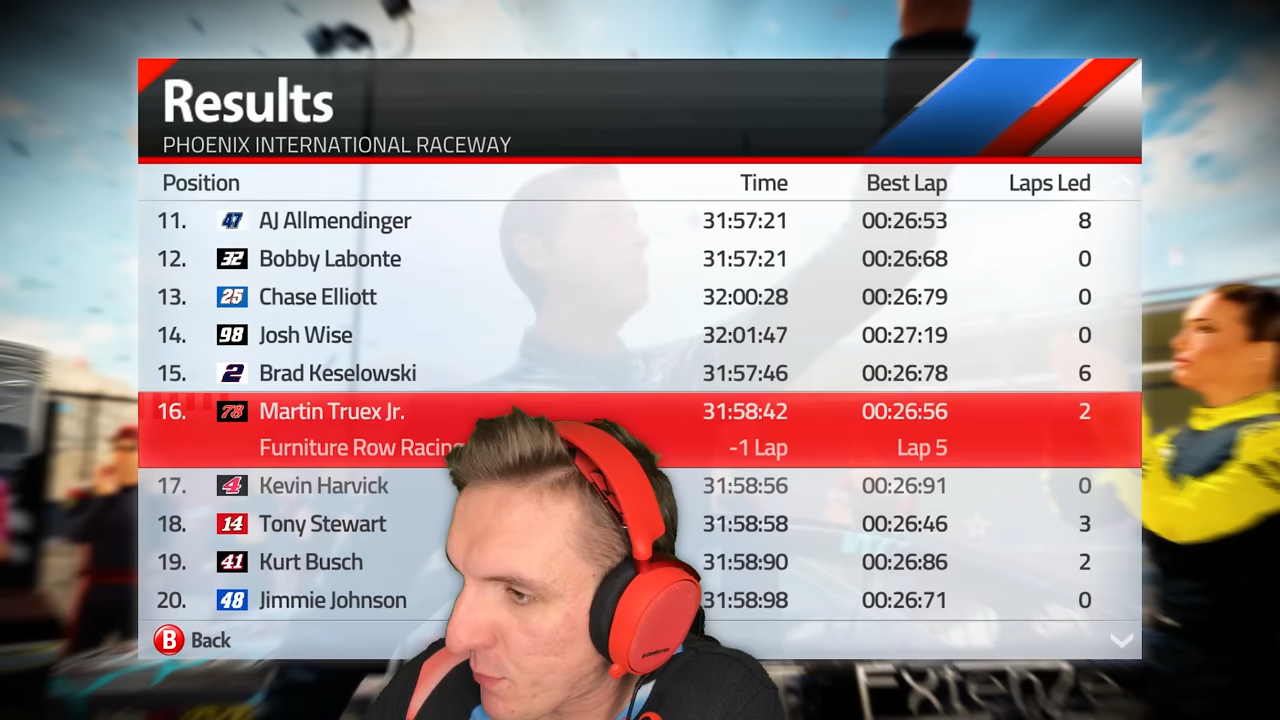 Results
PHOENIX INTERNATIONAL RACEWAY
Position Time Best Lap Laps Led
11. 47 AJ Allmendinger 31:57:21 00:26:53 8
12. 32 Bobby Labonte 31:57:21 00:26:68 0
13. 25 Chase Elliott 32:00:28 00:26:79 0
14. 98 Josh Wise 32:01:47 00:27:19 0
15. 2 Brad Keselowski 31:57:46 00:26:78 6
16. 78 Martin Truex Jr. 31:58:42 00:26:56 2
Furniture Row Racing -1 Lap Lap 5
17. 4 Kevin Harvick 31:58:56 00:26:91 0
18. 14 Tony Stewart 31:58:58 00:26:46 3
19. 41 Kurt Busch 31:58:90 00:26:86 2
20. 48 Jimmie Johnson 31:58:98 00:26:71 0
B Back
ExtenZe